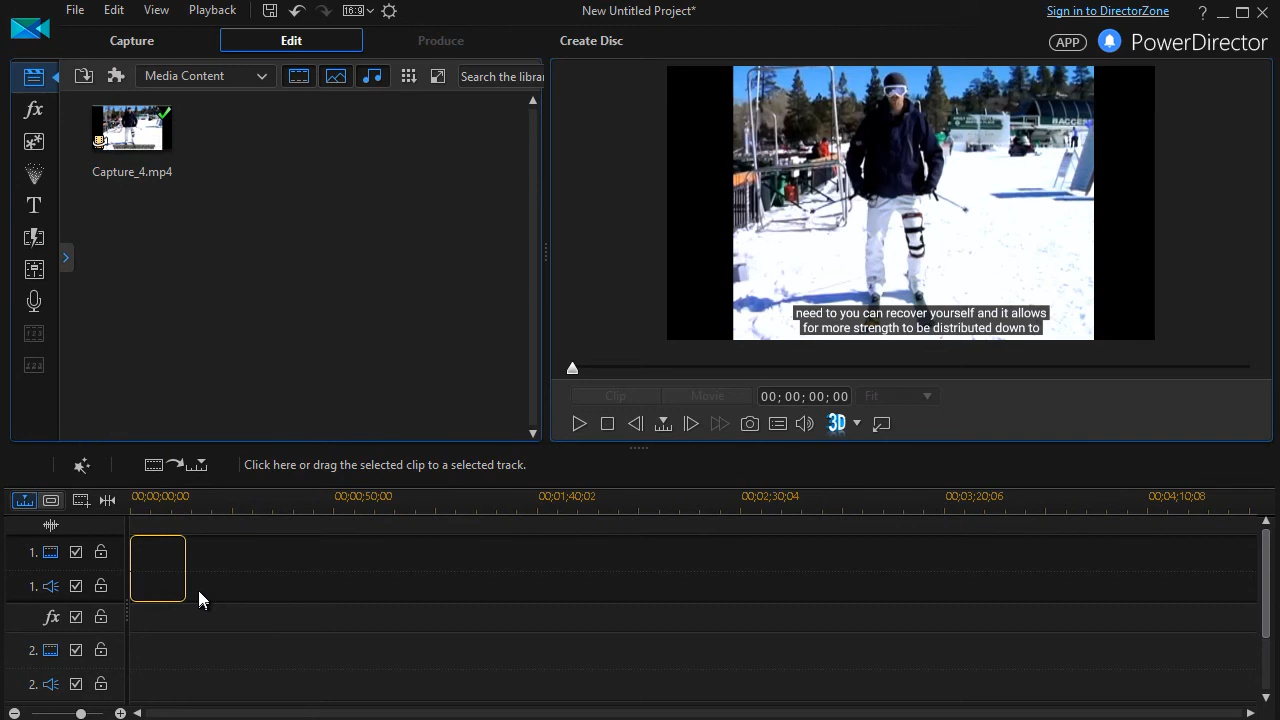 File Edit View Playback 16:9 New Untitled Project* Sign in to DirectorZone ?
Capture Edit Produce Create Disc APP PowerDirector
Media Content Search the librar
fx
Capture_4.mp4
T
need to you can recover yourself and it allows
for more strength to be distributed down to
Clip Movie 00; 00; 00; 00 Fit
3D
Click here or drag the selected clip to a selected track.
00;00;00;00 00;00;50;00 00;01;40;02 00;02;30;04 00;03;20;06 00;04;10;08
1.
1.
fx
2.
2.